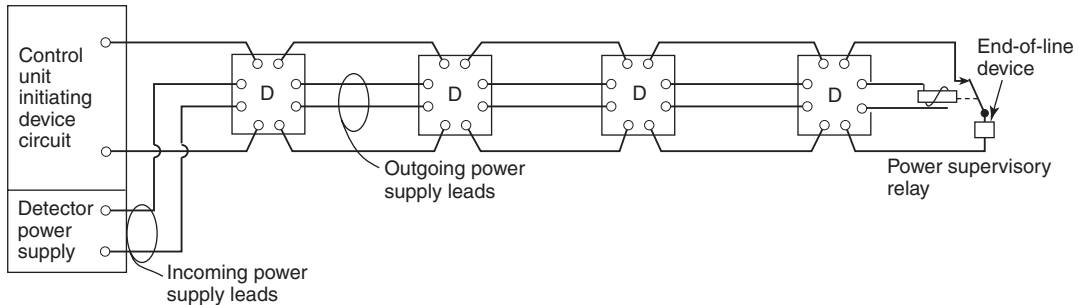 Control
unit
initiating
device
circuit
Detector
power
supply
D
D
D
D
End-of-line
device
Outgoing power
supply leads
Power supervisory
relay
Incoming power
supply leads